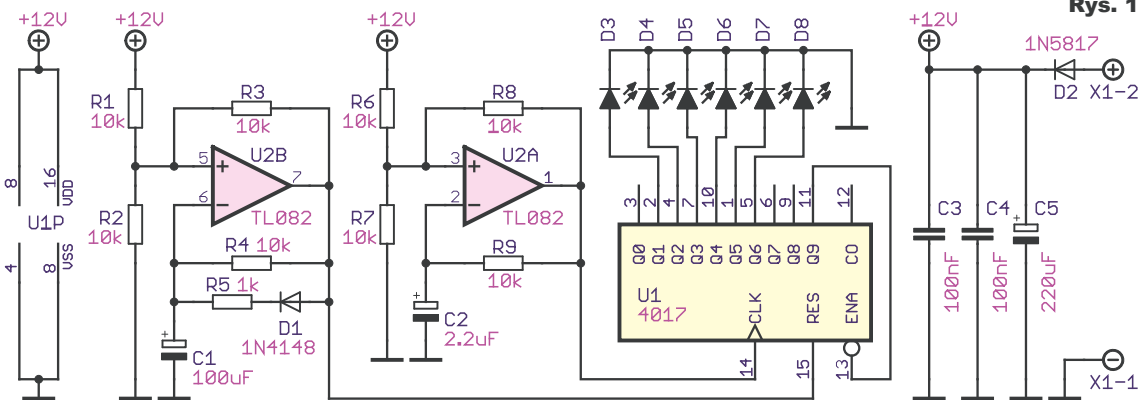 Rys. 1
+12V
+12V
+12V
+12V
D3 D4 D5 D6 D7 D8
1N5817
D2 X1-2
R1
10k
R3
10k
R6
10k
R8
10k
8 16 VDD
U1P
4 8 VSS
5 U2B
7
6
TL082
3 U2A
1
2
TL082
R2
10k
R4 10k
R5 1k
D1
1N4148
C1
100uF
R7
10k
R9
10k
C2
2.2uF
3 2 4 7 10 1 5 6 9 11 12
Q0 Q1 Q2 Q3 Q4 Q5 Q6 Q7 Q8 Q9 CO
U1
4017
CLK RES ENA
14 15 13
C3 C4 C5
100nF 100nF 220uF
X1-1